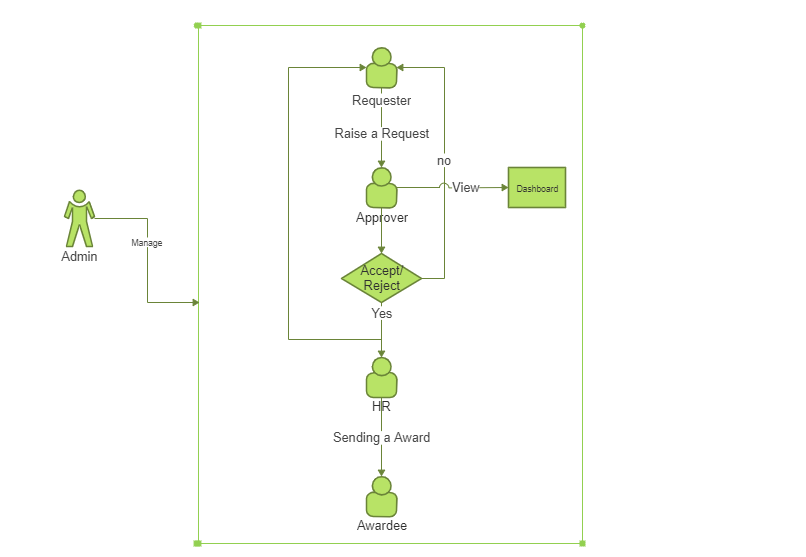 Requester
Raise a Request
no
View
Dashboard
Approver
Manage
Admin
Accept/
Reject
Yes
HR
Sending a Award
Awardee